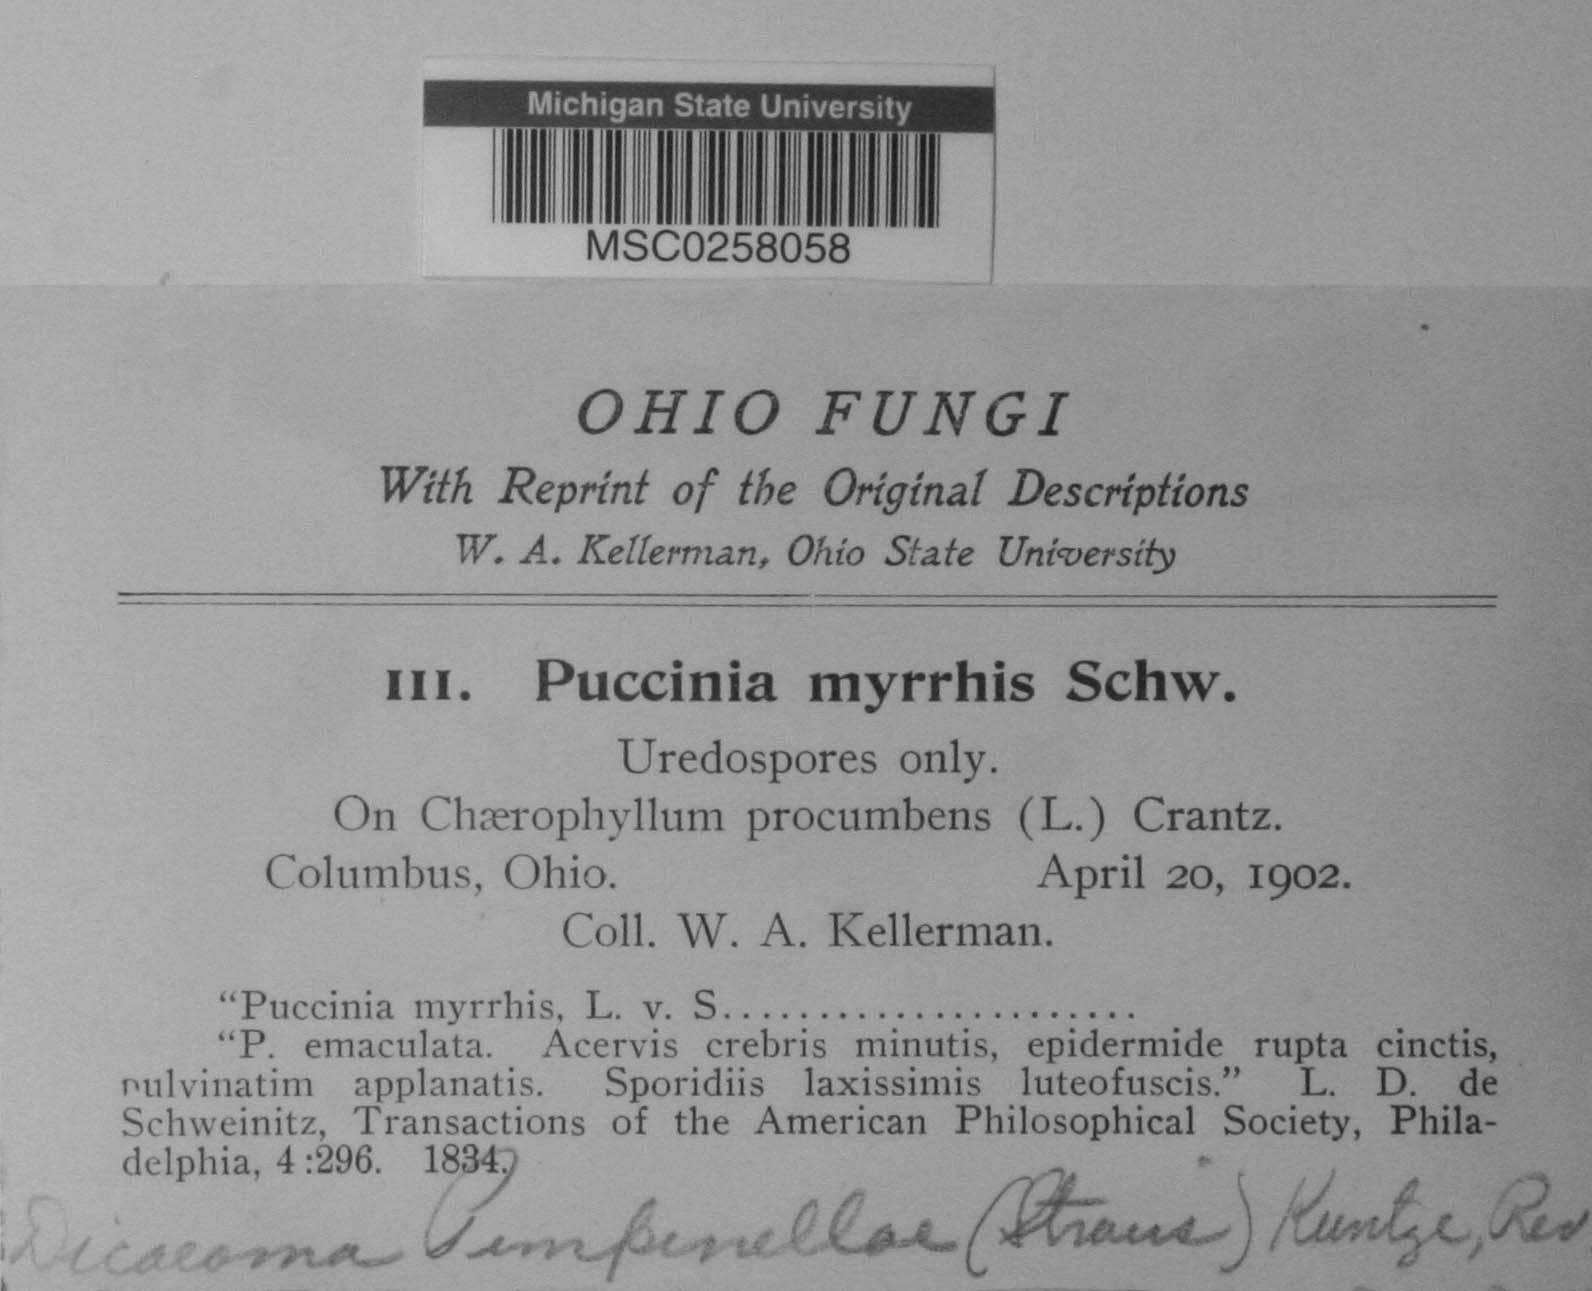 Michigan State University
MSC0258058
OHIO FUNGI
With Reprint of the Original Descriptions
W. A. Kellerman, Ohio State University
III. Puccinia myrrhis Schw.
Uredospores only.
On Chærophyllum procumbens (L.) Crantz.
Columbus, Ohio. April 20, 1902.
Coll. W. A. Kellerman.
“Puccinia myrrhis, L. v. S......................
“P. emaculata. Acervis crebris minutis, epidermide rupta cinctis,
pulvinatim applanatis. Sporidiis laxissimis luteofuscis.” L. D. de
Schweinitz, Transactions of the American Philosophical Society, Phila-
delphia, 4:296. 1834.
Dicaeoma Pimpinellae (Straus) Kuntze, Rev